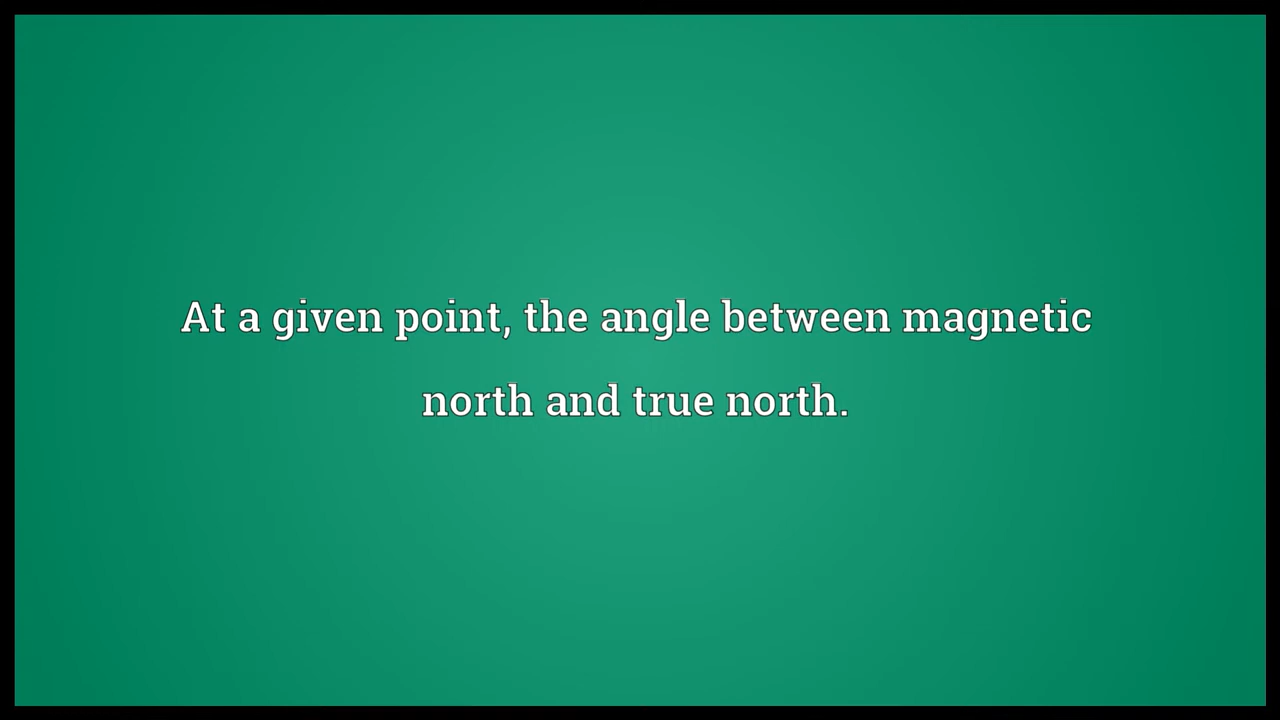 At a given point, the angle between magnetic
north and true north.